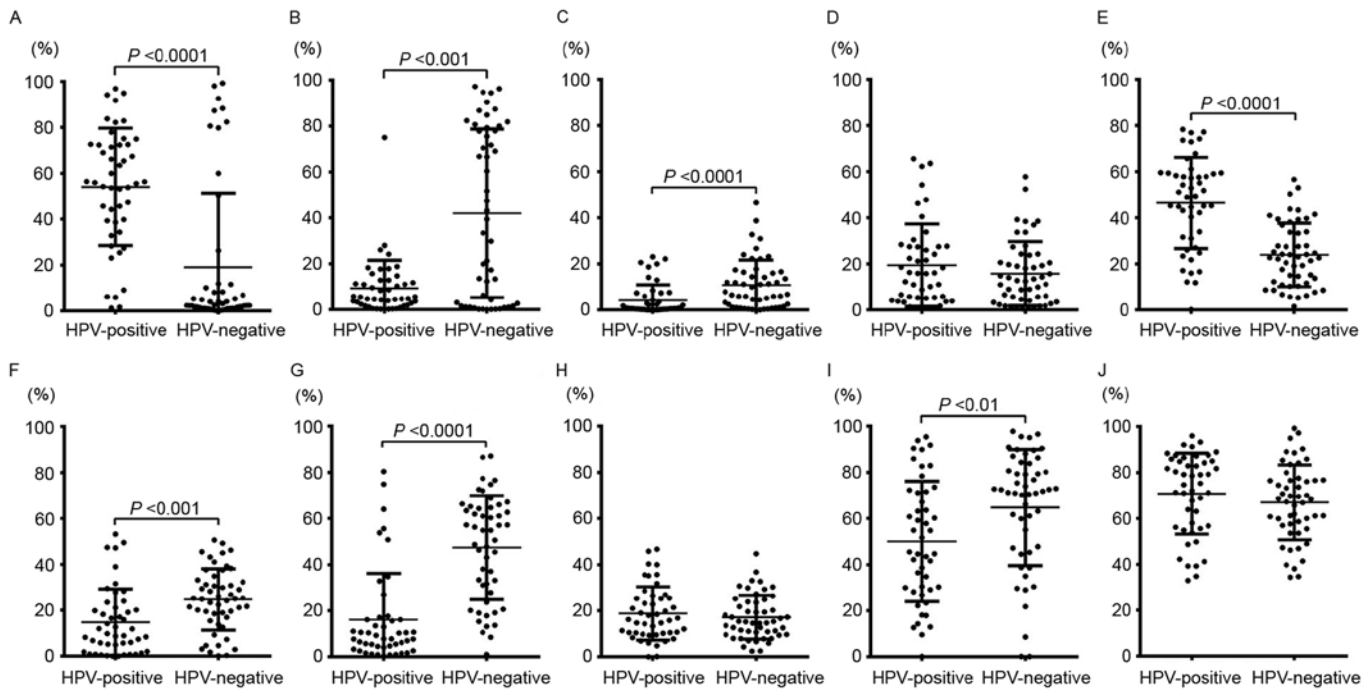 A B C D E
(%) (%) (%) (%) (%)
P <0.0001 P <0.001 P <0.0001 P <0.0001
100 100 100 100 100
80 80 80 80 80
60 60 60 60 60
40 40 40 40 40
20 20 20 20 20
0 0 0 0 0
HPV-positive HPV-negative HPV-positive HPV-negative HPV-positive HPV-negative HPV-positive HPV-negative HPV-positive HPV-negative
F G H I J
(%) (%) (%) (%) (%)
P <0.001 P <0.0001 P <0.01
100 100 100 100 100
80 80 80 80 80
60 60 60 60 60
40 40 40 40 40
20 20 20 20 20
0 0 0 0 0
HPV-positive HPV-negative HPV-positive HPV-negative HPV-positive HPV-negative HPV-positive HPV-negative HPV-positive HPV-negative